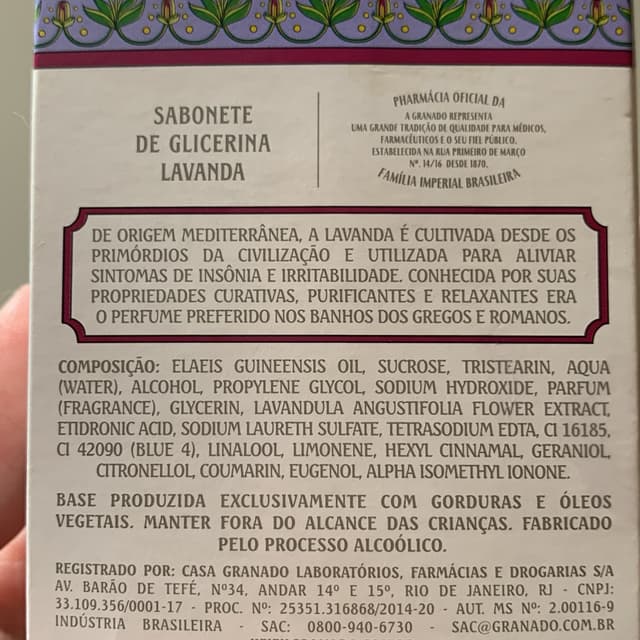 SABONETE
DE GLICERINA
LAVANDA
PHARMÁCIA OFICIAL DA
A GRANADO REPRESENTA
UMA GRANDE TRADIÇÃO DE QUALIDADE PARA MÉDICOS,
FARMACÊUTICOS E O SEU FIEL PÚBLICO.
ESTABELECIDA NA RUA PRIMEIRO DE MARÇO
Nº. 14/16 DESDE 1870.
FAMÍLIA IMPERIAL BRASILEIRA
DE ORIGEM MEDITERRÂNEA, A LAVANDA É CULTIVADA DESDE OS
PRIMÓRDIOS DA CIVILIZAÇÃO E UTILIZADA PARA ALIVIAR
SINTOMAS DE INSÔNIA E IRRITABILIDADE. CONHECIDA POR SUAS
PROPRIEDADES CURATIVAS, PURIFICANTES E RELAXANTES ERA
O PERFUME PREFERIDO NOS BANHOS DOS GREGOS E ROMANOS.
COMPOSIÇÃO: ELAEIS GUINEENSIS OIL, SUCROSE, TRISTEARIN, AQUA
(WATER), ALCOHOL, PROPYLENE GLYCOL, SODIUM HYDROXIDE, PARFUM
(FRAGRANCE), GLYCERIN, LAVANDULA ANGUSTIFOLIA FLOWER EXTRACT,
ETIDRONIC ACID, SODIUM LAURETH SULFATE, TETRASODIUM EDTA, CI 16185,
CI 42090 (BLUE 4), LINALOOL, LIMONENE, HEXYL CINNAMAL, GERANIOL,
CITRONELLOL, COUMARIN, EUGENOL, ALPHA ISOMETHYL IONONE.
BASE PRODUZIDA EXCLUSIVAMENTE COM GORDURAS E ÓLEOS
VEGETAIS. MANTER FORA DO ALCANCE DAS CRIANÇAS. FABRICADO
PELO PROCESSO ALCOÓLICO.
REGISTRADO POR: CASA GRANADO LABORATÓRIOS, FARMÁCIAS E DROGARIAS S/A
AV. BARÃO DE TEFÉ, Nº34, ANDAR 14º E 15º, RIO DE JANEIRO, RJ - CNPJ:
33.109.356/0001-17 - PROC. Nº: 25351.316868/2014-20 - AUT. MS Nº: 2.00116-9
INDÚSTRIA BRASILEIRA - SAC: 0800-940-6730 - SAC@GRANADO.COM.BR